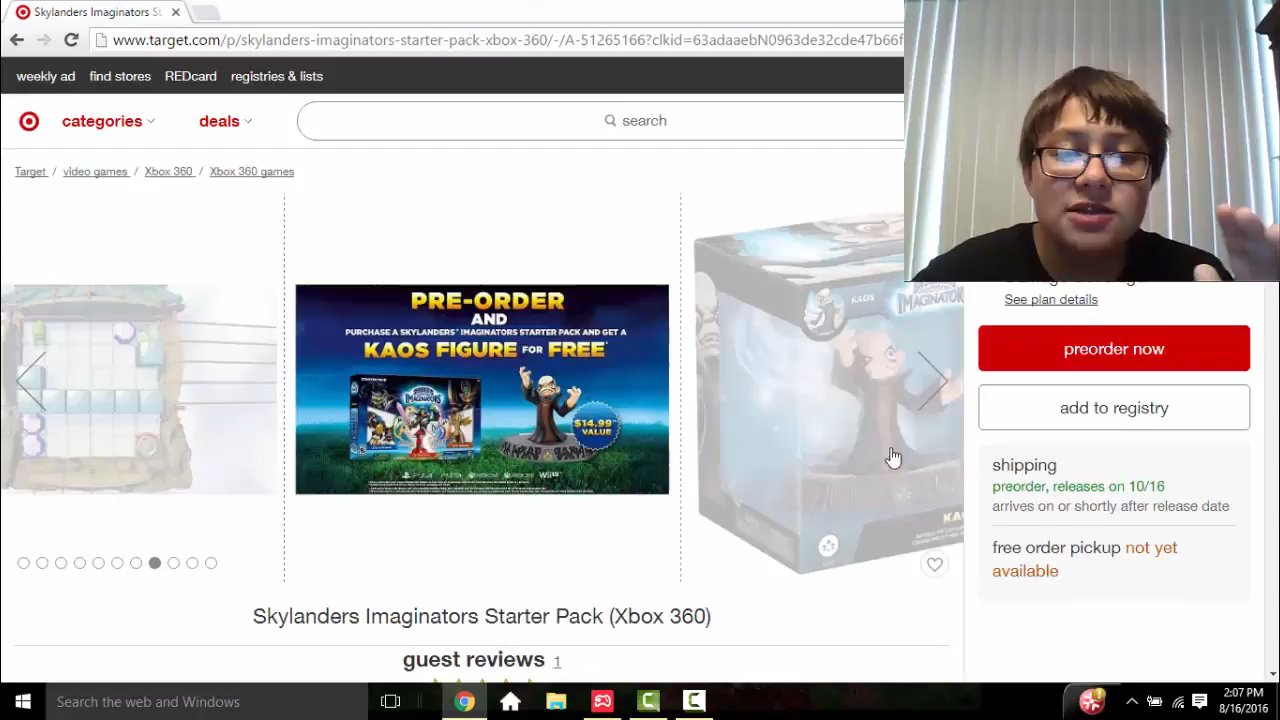 Skylanders Imaginators St
www.target.com/p/skylanders-imaginators-starter-pack-xbox-360/-/A-51265166?clkid=63adaaebN0963de32cde47b66f
weekly ad find stores REDcard registries & lists
categories deals search
Target / video games / Xbox 360 / Xbox 360 games
PRE-ORDER
AND
PURCHASE A SKYLANDERS IMAGINATORS STARTER PACK AND GET A
KAOS FIGURE FOR FREE*
$14.99
VALUE
KAOS
IMAGINATORS
See plan details
preorder now
add to registry
shipping
preorder, releases on 10/16
arrives on or shortly after release date
free order pickup not yet
available
Skylanders Imaginators Starter Pack (Xbox 360)
guest reviews 1
Search the web and Windows
2:07 PM
8/16/2016